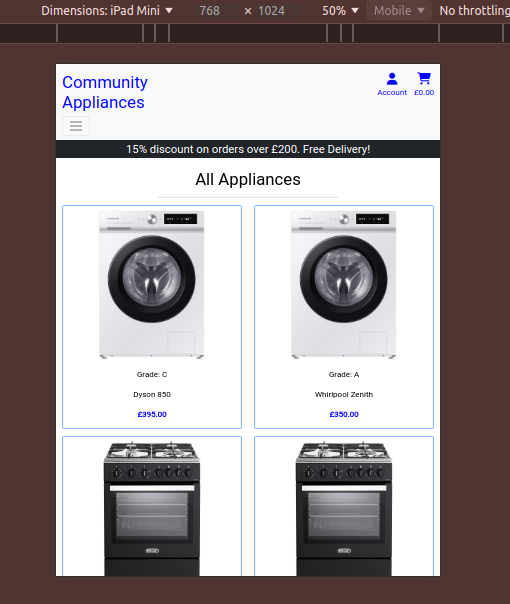 Dimensions: iPad Mini 768 × 1024 50% Mobile No throttling
Community
Appliances
Account £0.00
15% discount on orders over £200. Free Delivery!
All Appliances
Grade: C
Dyson 850
£395.00
Grade: A
Whirlpool Zenith
£350.00